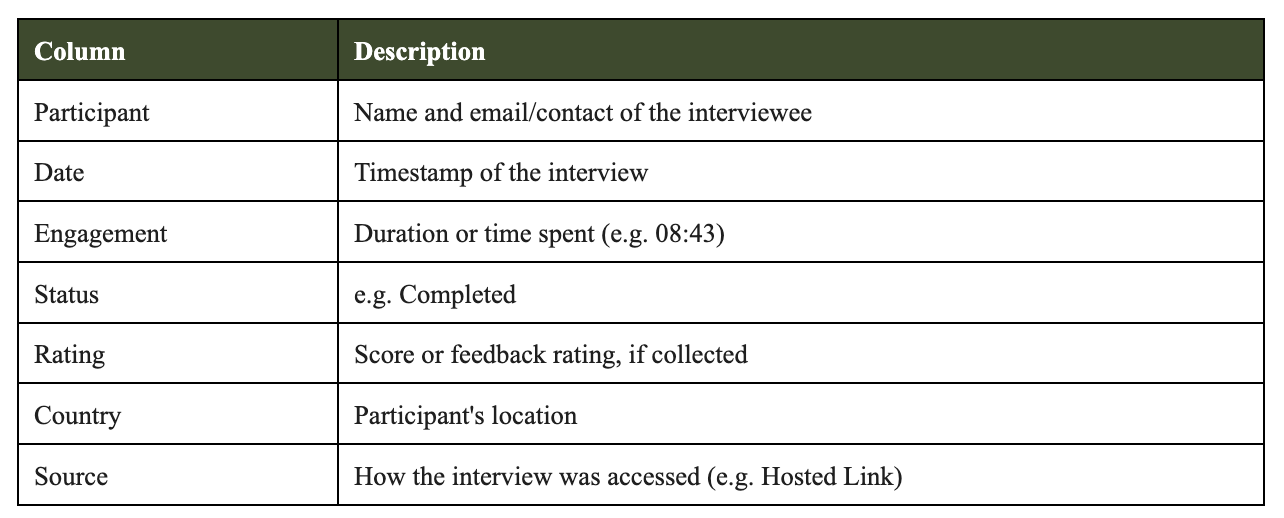 Column Description
Participant Name and email/contact of the interviewee
Date Timestamp of the interview
Engagement Duration or time spent (e.g. 08:43)
Status e.g. Completed
Rating Score or feedback rating, if collected
Country Participant's location
Source How the interview was accessed (e.g. Hosted Link)